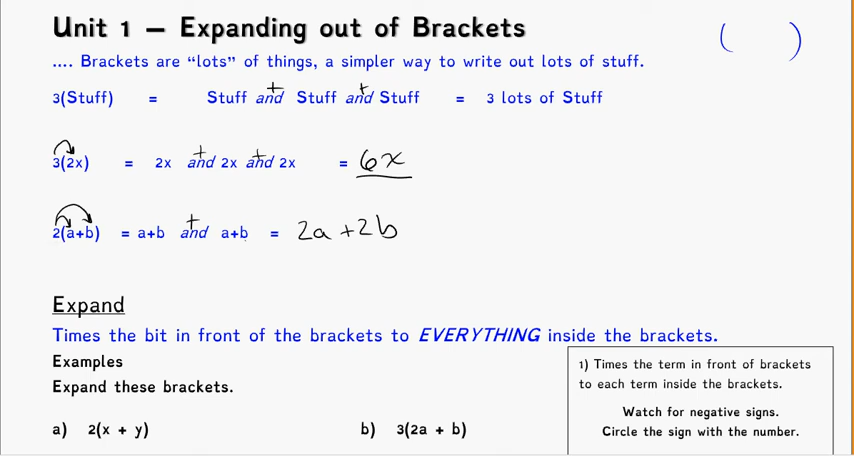 Unit 1 – Expanding out of Brackets
( )
.... Brackets are “lots” of things, a simpler way to write out lots of stuff.
3(Stuff) = Stuff and + Stuff and + Stuff = 3 lots of Stuff
3(2x) = 2x and + 2x and + 2x = 6x
2(a+b) = a+b and + a+b = 2a + 2b
Expand
Times the bit in front of the brackets to EVERYTHING inside the brackets.
Examples
Expand these brackets.
1) Times the term in front of brackets
to each term inside the brackets.
Watch for negative signs.
Circle the sign with the number.
a) 2(x + y) b) 3(2a + b)